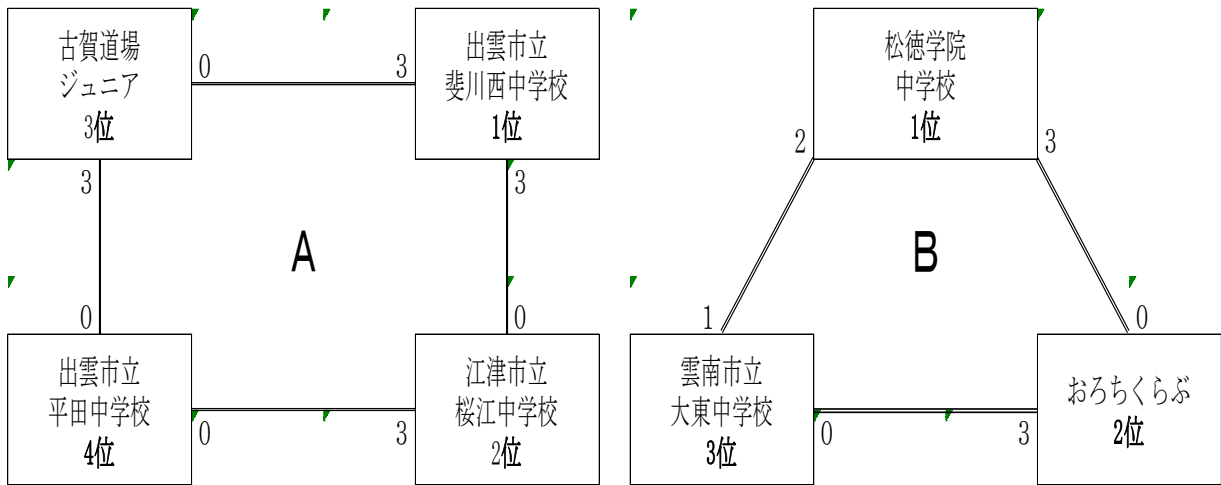 古賀道場
ジュニア
3位
0
3
出雲市立
斐川西中学校
1位
3
3
A
0
0
出雲市立
平田中学校
4位
0
3
江津市立
桜江中学校
2位
松徳学院
中学校
1位
2
3
B
1
0
雲南市立
大東中学校
3位
0
3
おろちくらぶ
2位